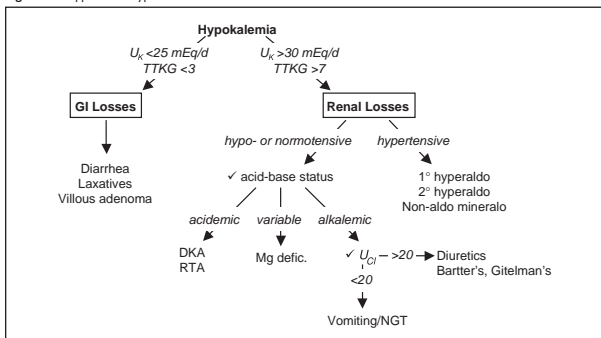 Hypokalemia
U_K <25 mEq/d
TTKG <3
U_K >30 mEq/d
TTKG >7
GI Losses
Renal Losses
Diarrhea
Laxatives
Villous adenoma
hypo- or normotensive
hypertensive
✓ acid-base status
1° hyperaldo
2° hyperaldo
Non-aldo mineralo
acidemic
variable
alkalemic
DKA
RTA
Mg defic.
✓ U_Cl >20
Diuretics
Bartter's, Gitelman's
<20
Vomiting/NGT